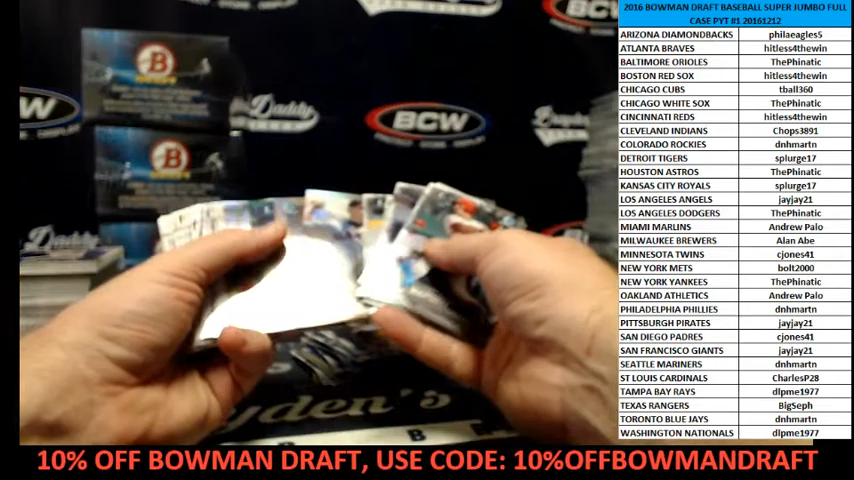 2016 BOWMAN DRAFT BASEBALL SUPER JUMBO FULL
CASE PYT #1 20161212
ARIZONA DIAMONDBACKS philaeagles5
ATLANTA BRAVES hitless4thewin
BALTIMORE ORIOLES ThePhinatic
BOSTON RED SOX hitless4thewin
CHICAGO CUBS tball360
CHICAGO WHITE SOX ThePhinatic
CINCINNATI REDS hitless4thewin
CLEVELAND INDIANS Chops3891
COLORADO ROCKIES dnhmartn
DETROIT TIGERS splurge17
HOUSTON ASTROS ThePhinatic
KANSAS CITY ROYALS splurge17
LOS ANGELES ANGELS jayjay21
LOS ANGELES DODGERS ThePhinatic
MIAMI MARLINS Andrew Palo
MILWAUKEE BREWERS Alan Abe
MINNESOTA TWINS cjones41
NEW YORK METS bolt2000
NEW YORK YANKEES ThePhinatic
OAKLAND ATHLETICS Andrew Palo
PHILADELPHIA PHILLIES dnhmartn
PITTSBURGH PIRATES jayjay21
SAN DIEGO PADRES cjones41
SAN FRANCISCO GIANTS jayjay21
SEATTLE MARINERS dnhmartn
ST LOUIS CARDINALS CharlesP28
TAMPA BAY RAYS dlpme1977
TEXAS RANGERS BigSeph
TORONTO BLUE JAYS dnhmartn
WASHINGTON NATIONALS dlpme1977
B
B
BCW
Daddy
Daddy
yden's
10% OFF BOWMAN DRAFT, USE CODE: 10%OFFBOWMANDRAFT